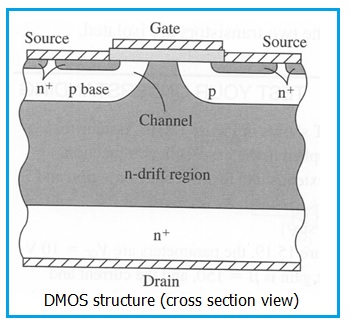 Gate
Source
Source
n+
p base
p
n+
Channel
n-drift region
n+
Drain
DMOS structure (cross section view)